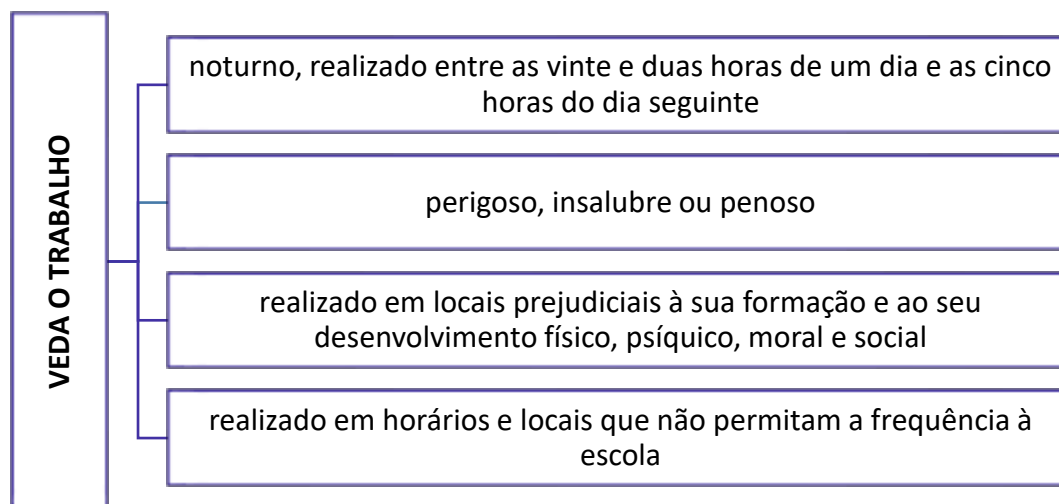 VEDA O TRABALHO
noturno, realizado entre as vinte e duas horas de um dia e as cinco
horas do dia seguinte
perigoso, insalubre ou penoso
realizado em locais prejudiciais à sua formação e ao seu
desenvolvimento físico, psíquico, moral e social
realizado em horários e locais que não permitam a frequência à
escola